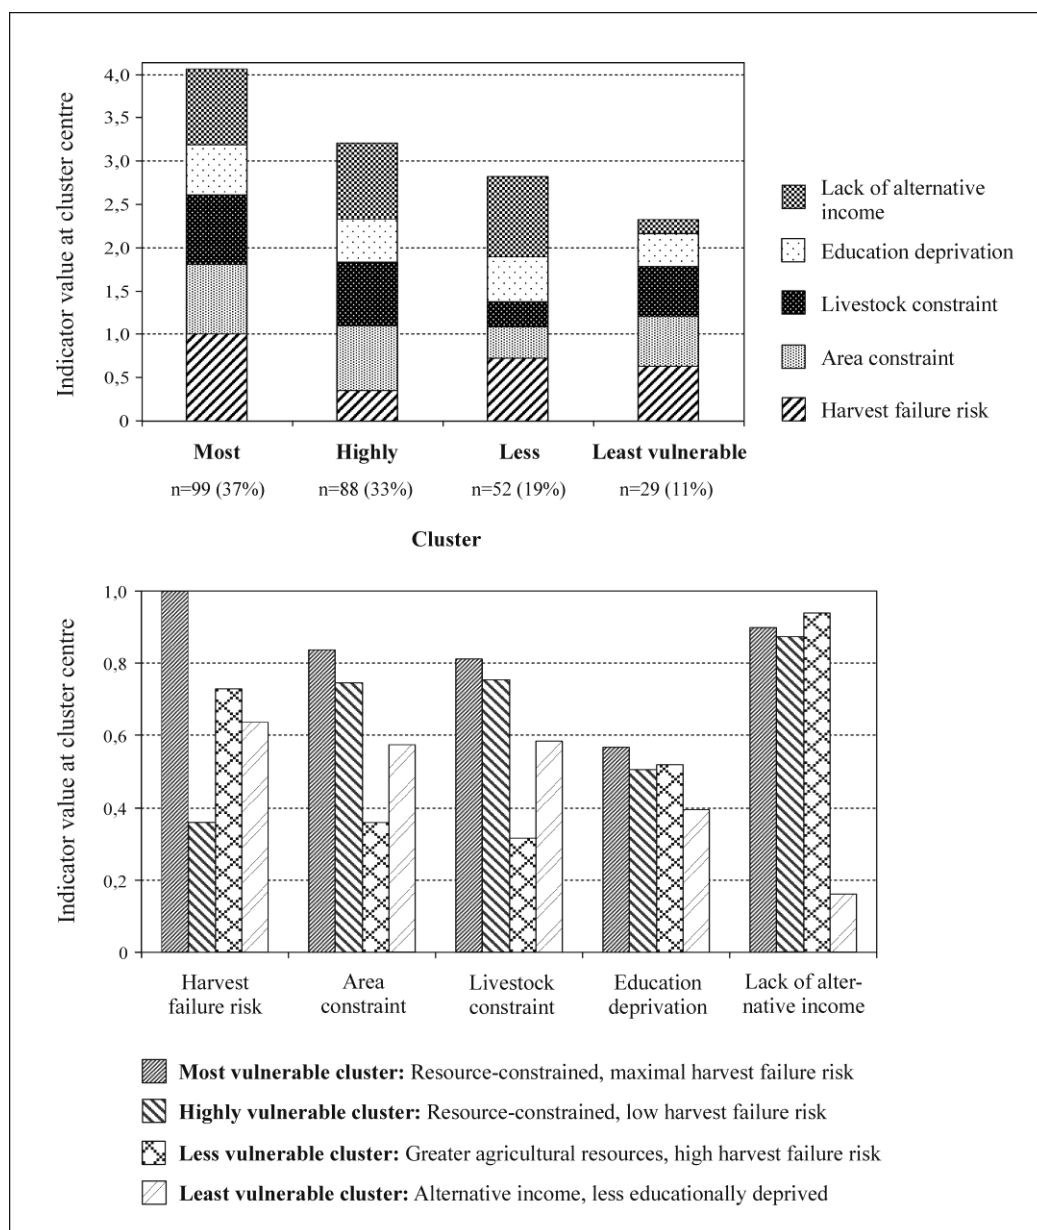 Indicator value at cluster centre
4,0
3,5
3,0
2,5
2,0
1,5
1,0
0,5
0
Most
Highly
Less
Least vulnerable
n=99 (37%)
n=88 (33%)
n=52 (19%)
n=29 (11%)
Cluster
Lack of alternative
income
Education deprivation
Livestock constraint
Area constraint
Harvest failure risk
Indicator value at cluster centre
1,0
0,8
0,6
0,4
0,2
0
Harvest
failure risk
Area
constraint
Livestock
constraint
Education
deprivation
Lack of alter-
native income
Most vulnerable cluster: Resource-constrained, maximal harvest failure risk
Highly vulnerable cluster: Resource-constrained, low harvest failure risk
Less vulnerable cluster: Greater agricultural resources, high harvest failure risk
Least vulnerable cluster: Alternative income, less educationally deprived